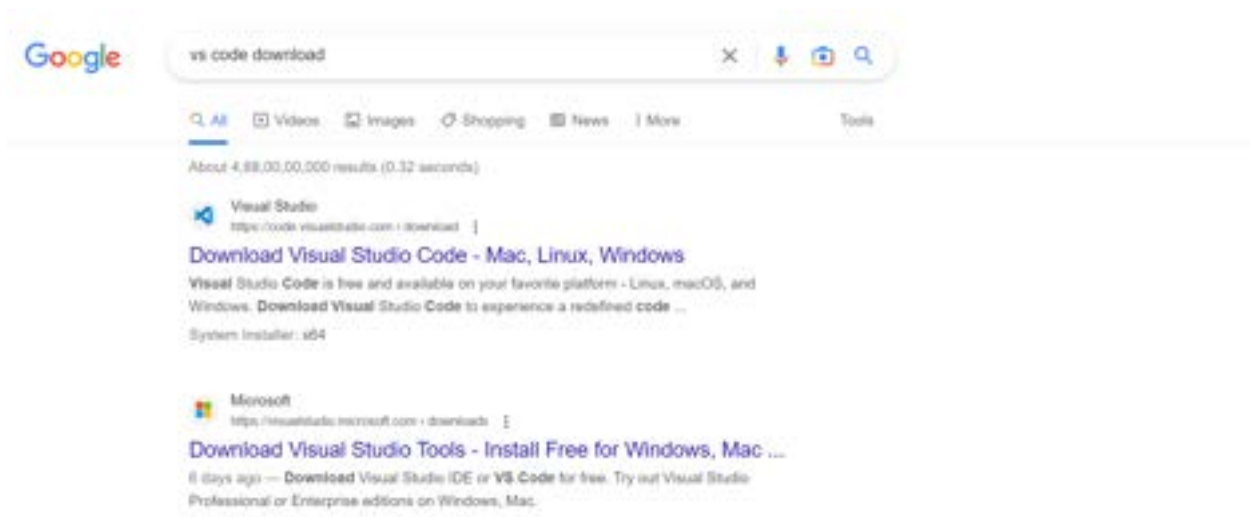 Google
vs code download
All Videos Images Shopping News More Tools
About 4,68,00,00,000 results (0.32 seconds)
Visual Studio
https://code.visualstudio.com › download
Download Visual Studio Code - Mac, Linux, Windows
Visual Studio Code is free and available on your favorite platform - Linux, macOS, and
Windows. Download Visual Studio Code to experience a redefined code ...
System Installer: x64
Microsoft
https://visualstudio.microsoft.com › downloads
Download Visual Studio Tools - Install Free for Windows, Mac ...
6 days ago — Download Visual Studio IDE or VS Code for free. Try out Visual Studio
Professional or Enterprise editions on Windows, Mac.